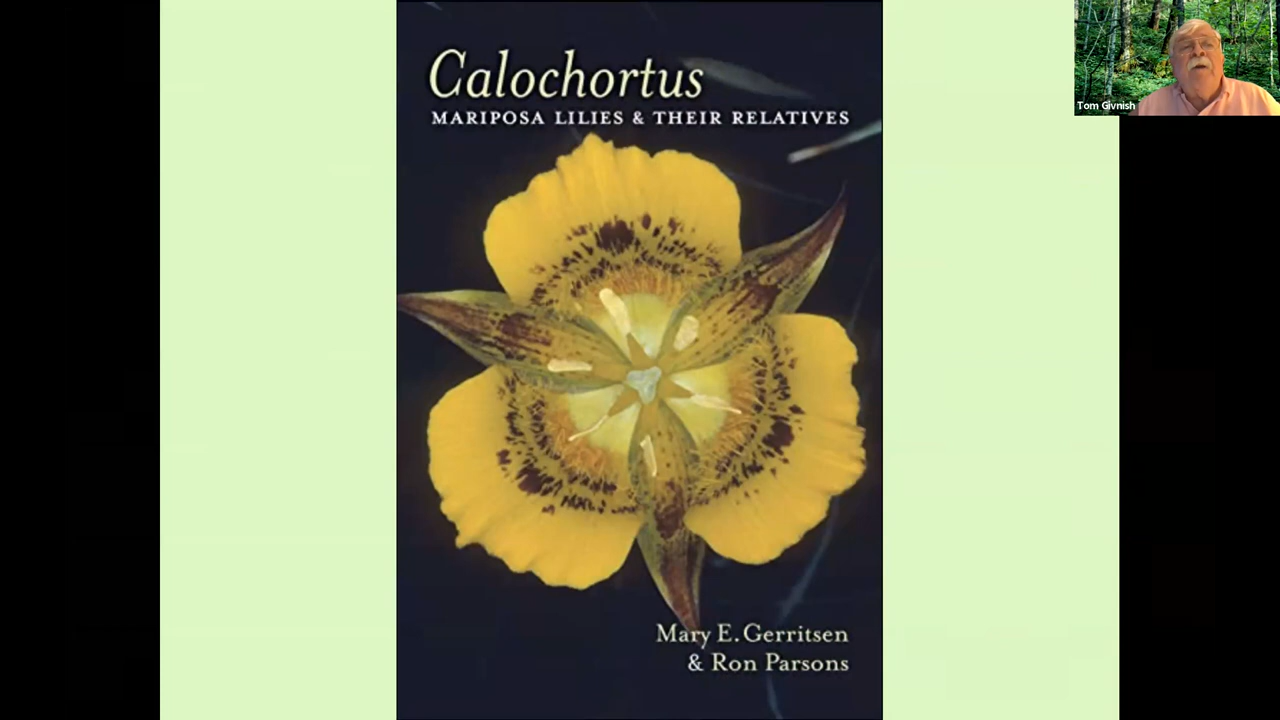 Calochortus
MARIPOSA LILIES & THEIR RELATIVES
Mary E. Gerritsen
& Ron Parsons
Tom Givnish